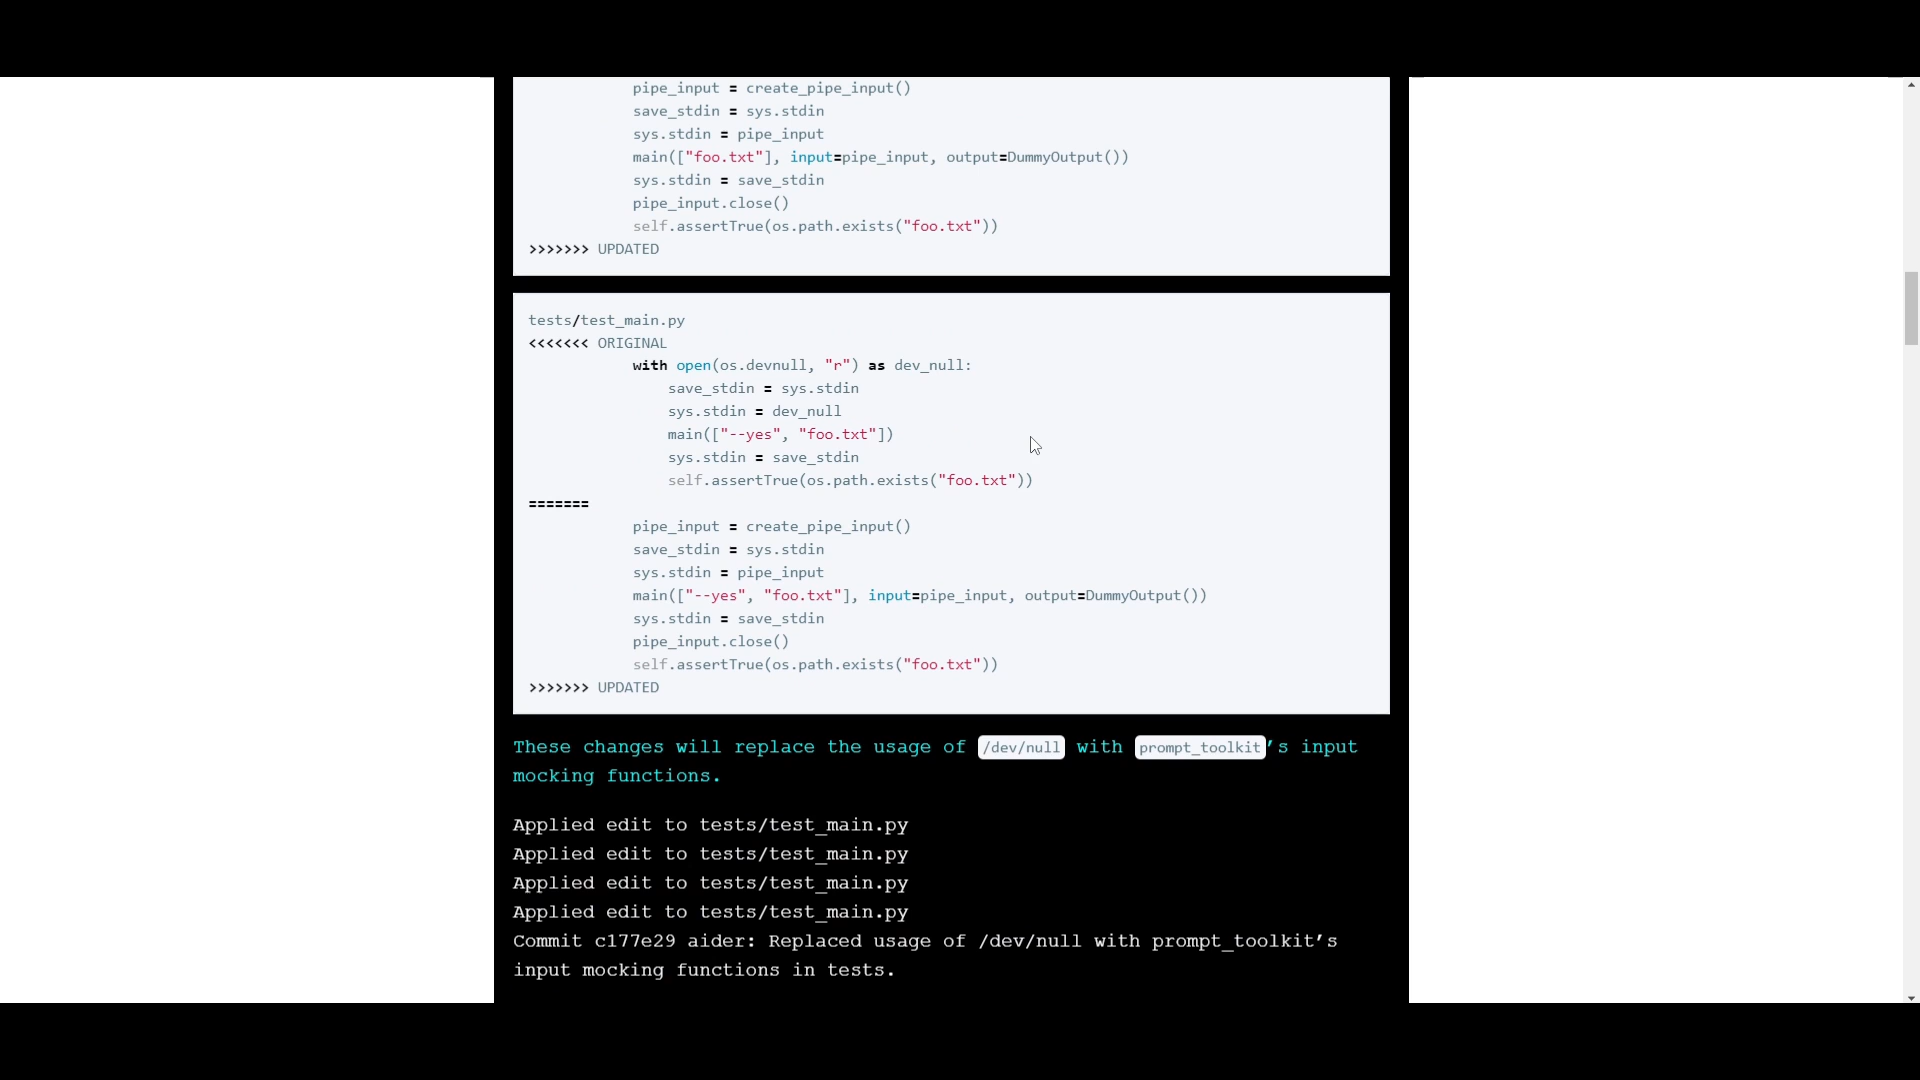 pipe_input = create_pipe_input()
save_stdin = sys.stdin
sys.stdin = pipe_input
main(["foo.txt"], input=pipe_input, output=DummyOutput())
sys.stdin = save_stdin
pipe_input.close()
self.assertTrue(os.path.exists("foo.txt"))
>>>>>>> UPDATED
tests/test_main.py
<<<<<<< ORIGINAL
with open(os.devnull, "r") as dev_null:
save_stdin = sys.stdin
sys.stdin = dev_null
main(["--yes", "foo.txt"])
sys.stdin = save_stdin
self.assertTrue(os.path.exists("foo.txt"))
=======
pipe_input = create_pipe_input()
save_stdin = sys.stdin
sys.stdin = pipe_input
main(["--yes", "foo.txt"], input=pipe_input, output=DummyOutput())
sys.stdin = save_stdin
pipe_input.close()
self.assertTrue(os.path.exists("foo.txt"))
>>>>>>> UPDATED
These changes will replace the usage of /dev/null with prompt_toolkit’s input
mocking functions.
Applied edit to tests/test_main.py
Applied edit to tests/test_main.py
Applied edit to tests/test_main.py
Applied edit to tests/test_main.py
Commit c177e29 aider: Replaced usage of /dev/null with prompt_toolkit’s
input mocking functions in tests.